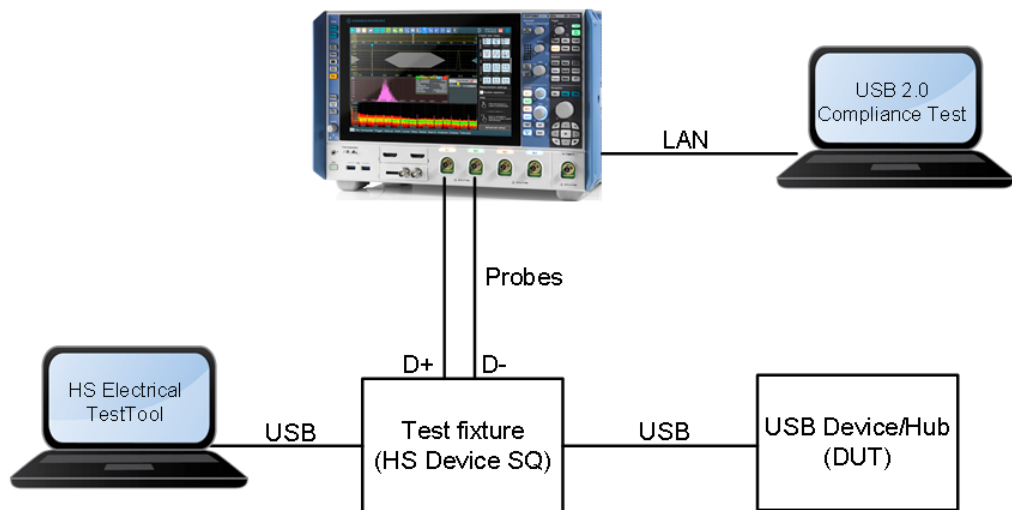 USB 2.0
Compliance Test
LAN
Probes
D+ D-
HS Electrical
TestTool
USB
Test fixture
(HS Device SQ)
USB
USB Device/Hub
(DUT)